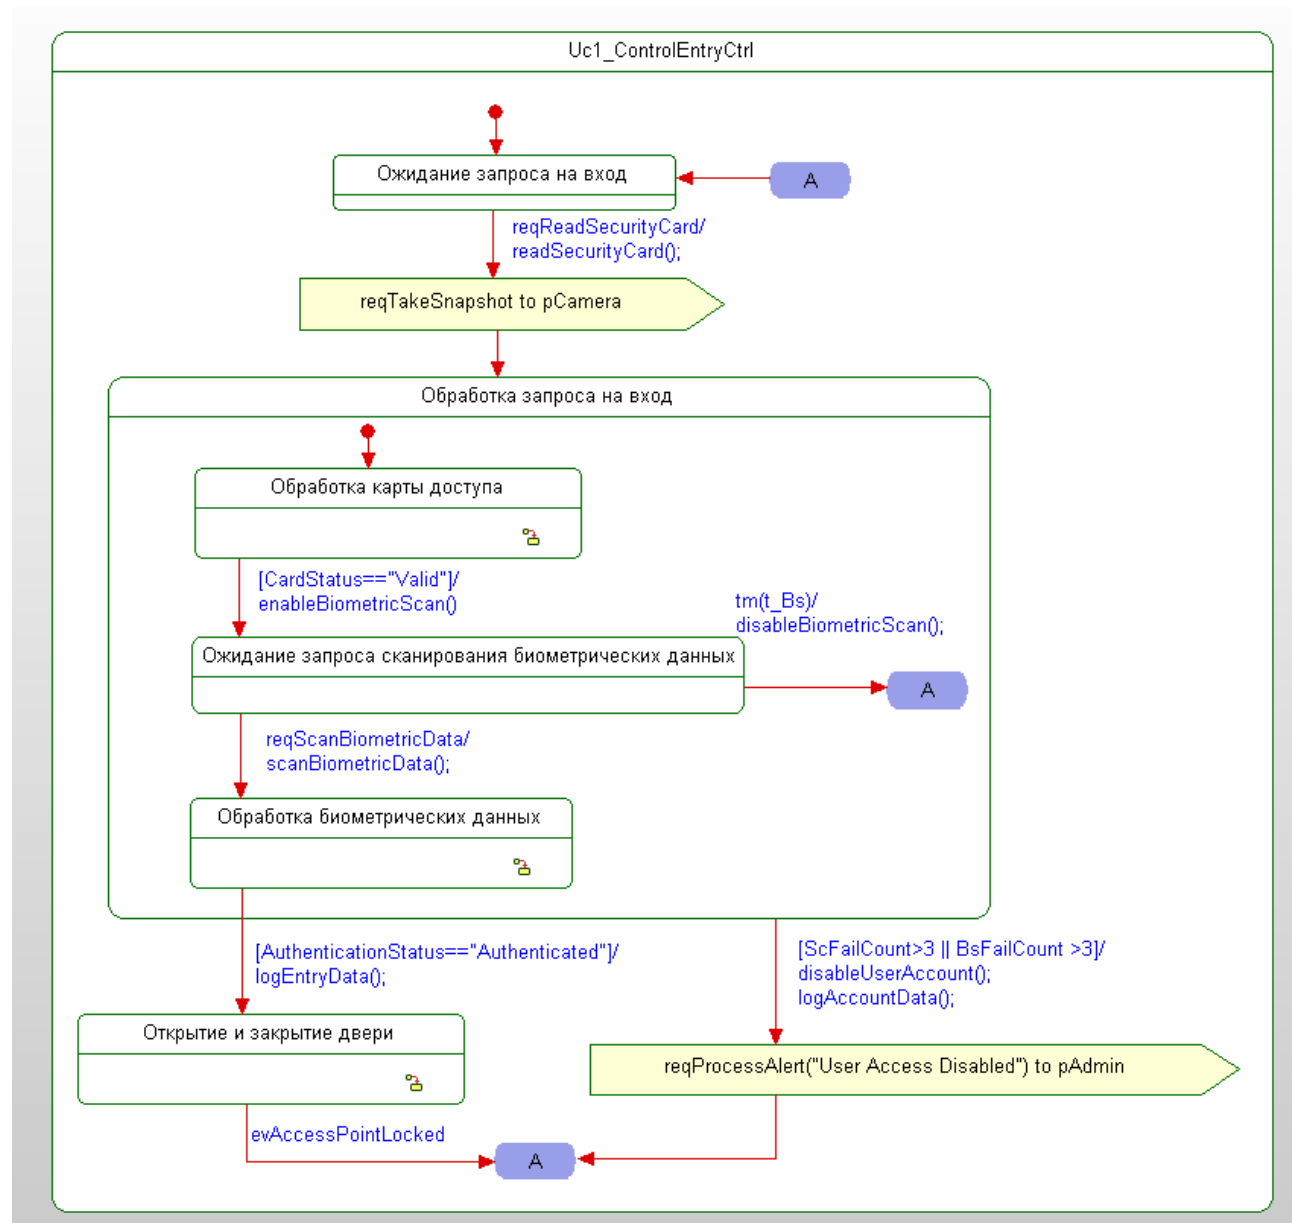 Uc1_ControlEntryCtrl
Ожидание запроса на вход
A
reqReadSecurityCard/
readSecurityCard();
reqTakeSnapshot to pCamera
Обработка запроса на вход
Обработка карты доступа
[CardStatus=="Valid"]/
enableBiometricScan()
tm(t_Bs)/
disableBiometricScan();
Ожидание запроса сканирования биометрических данных
A
reqScanBiometricData/
scanBiometricData();
Обработка биометрических данных
[AuthenticationStatus=="Authenticated"]/
logEntryData();
[ScFailCount>3 || BsFailCount >3]/
disableUserAccount();
logAccountData();
Открытие и закрытие двери
reqProcessAlert("User Access Disabled") to pAdmin
evAccessPointLocked
A